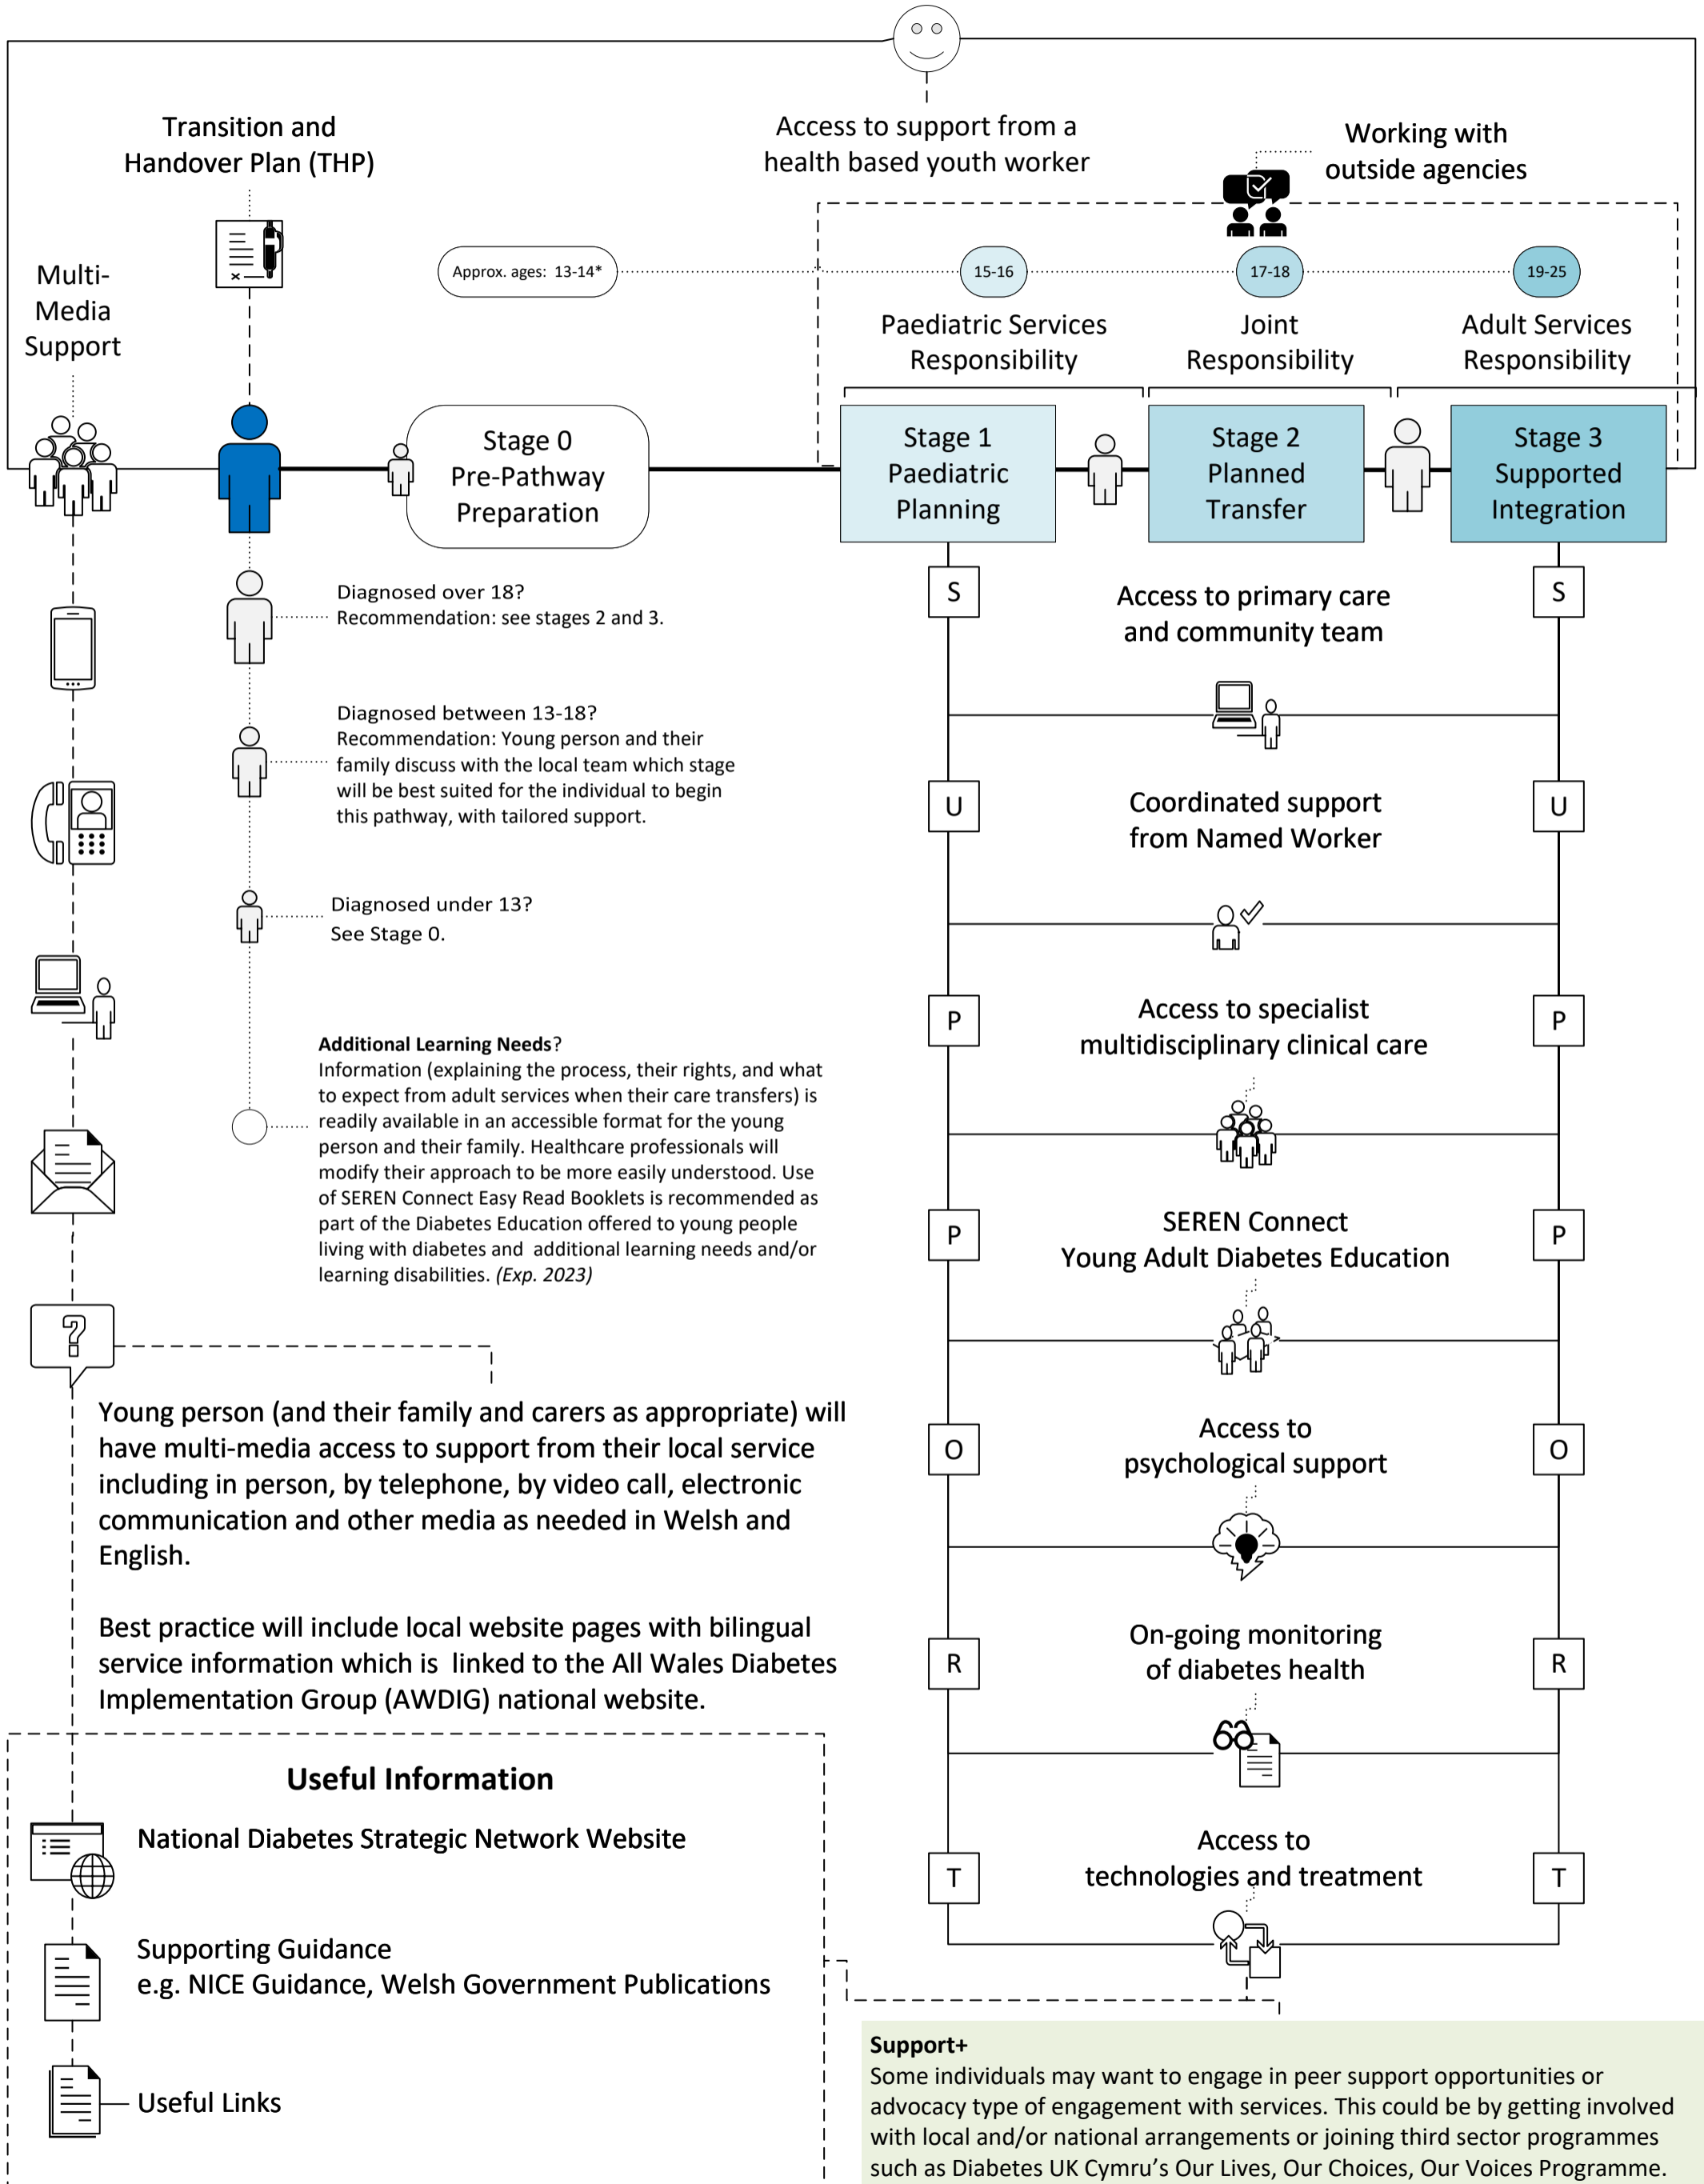 Transition and
Handover Plan (THP)
Access to support from a
health based youth worker
Working with
outside agencies
Multi-
Media
Support
Approx. ages: 13-14*
15-16
17-18
19-25
Paediatric Services
Responsibility
Joint
Responsibility
Adult Services
Responsibility
Stage 0
Pre-Pathway
Preparation
Stage 1
Paediatric
Planning
Stage 2
Planned
Transfer
Stage 3
Supported
Integration
Diagnosed over 18?
Recommendation: see stages 2 and 3.
Diagnosed between 13-18?
Recommendation: Young person and their
family discuss with the local team which stage
will be best suited for the individual to begin
this pathway, with tailored support.
Diagnosed under 13?
See Stage 0.
Additional Learning Needs?
Information (explaining the process, their rights, and what
to expect from adult services when their care transfers) is
readily available in an accessible format for the young
person and their family. Healthcare professionals will
modify their approach to be more easily understood. Use
of SEREN Connect Easy Read Booklets is recommended as
part of the Diabetes Education offered to young people
living with diabetes and additional learning needs and/or
learning disabilities. (Exp. 2023)
?
Young person (and their family and carers as appropriate) will
have multi-media access to support from their local service
including in person, by telephone, by video call, electronic
communication and other media as needed in Welsh and
English.
Best practice will include local website pages with bilingual
service information which is linked to the All Wales Diabetes
Implementation Group (AWDIG) national website.
Useful Information
National Diabetes Strategic Network Website
Supporting Guidance
e.g. NICE Guidance, Welsh Government Publications
Useful Links
S
Access to primary care
and community team
S
U
Coordinated support
from Named Worker
U
P
Access to specialist
multidisciplinary clinical care
P
P
SEREN Connect
Young Adult Diabetes Education
P
O
Access to
psychological support
O
R
On-going monitoring
of diabetes health
R
T
Access to
technologies and treatment
T
Support+
Some individuals may want to engage in peer support opportunities or
advocacy type of engagement with services. This could be by getting involved
with local and/or national arrangements or joining third sector programmes
such as Diabetes UK Cymru's Our Lives, Our Choices, Our Voices Programme.